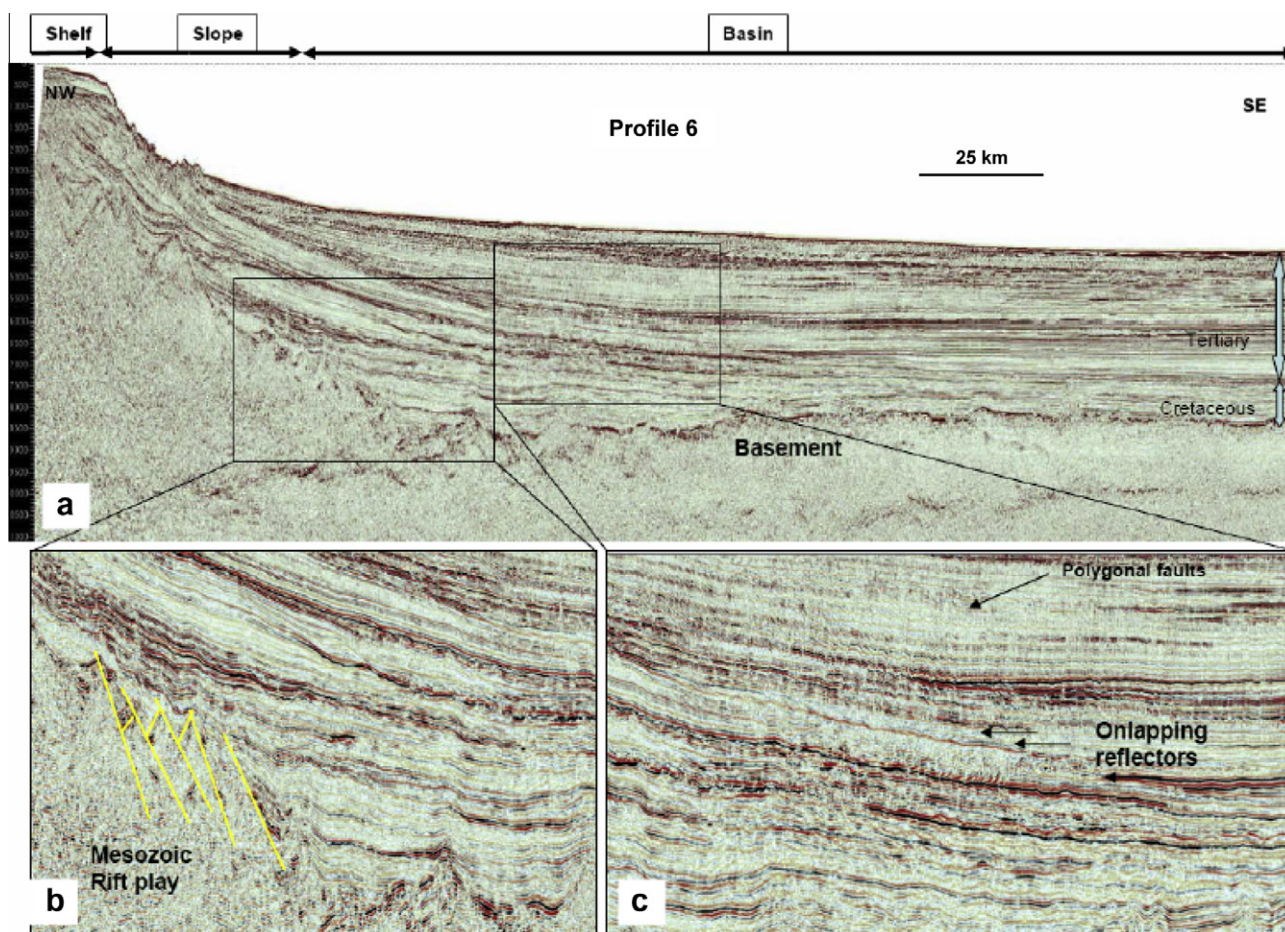 Shelf Slope Basin
NW SE
Profile 6
25 km
Tertiary
Cretaceous
Basement
a
Polygonal faults
Onlapping
reflectors
Mesozoic
Rift play
b c